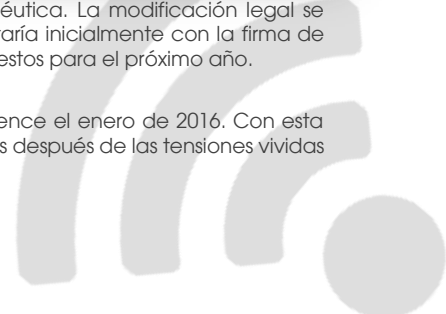 éutica. La modificación legal se
taría inicialmente con la firma de
estos para el próximo año.
ence el enero de 2016. Con esta
s después de las tensiones vividas